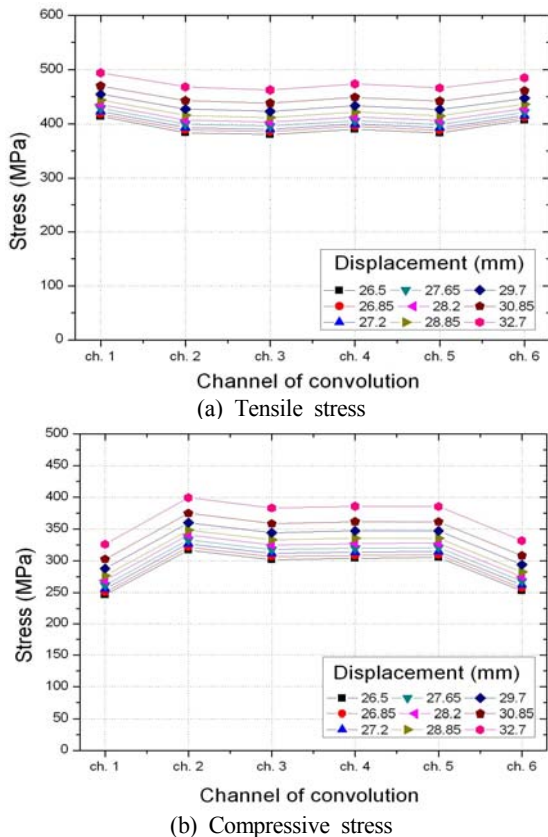 600
500
400
300
200
100
0
Stress (MPa)
Displacement (mm)
26.5 27.65 29.7
26.85 28.2 30.85
27.2 28.85 32.7
ch. 1 ch. 2 ch. 3 ch. 4 ch. 5 ch. 6
Channel of convolution
(a) Tensile stress
500
450
400
350
300
250
200
150
100
50
0
Stress (MPa)
Displacement (mm)
26.5 27.65 29.7
26.85 28.2 30.85
27.2 28.85 32.7
ch. 1 ch. 2 ch. 3 ch. 4 ch. 5 ch. 6
Channel of convolution
(b) Compressive stress